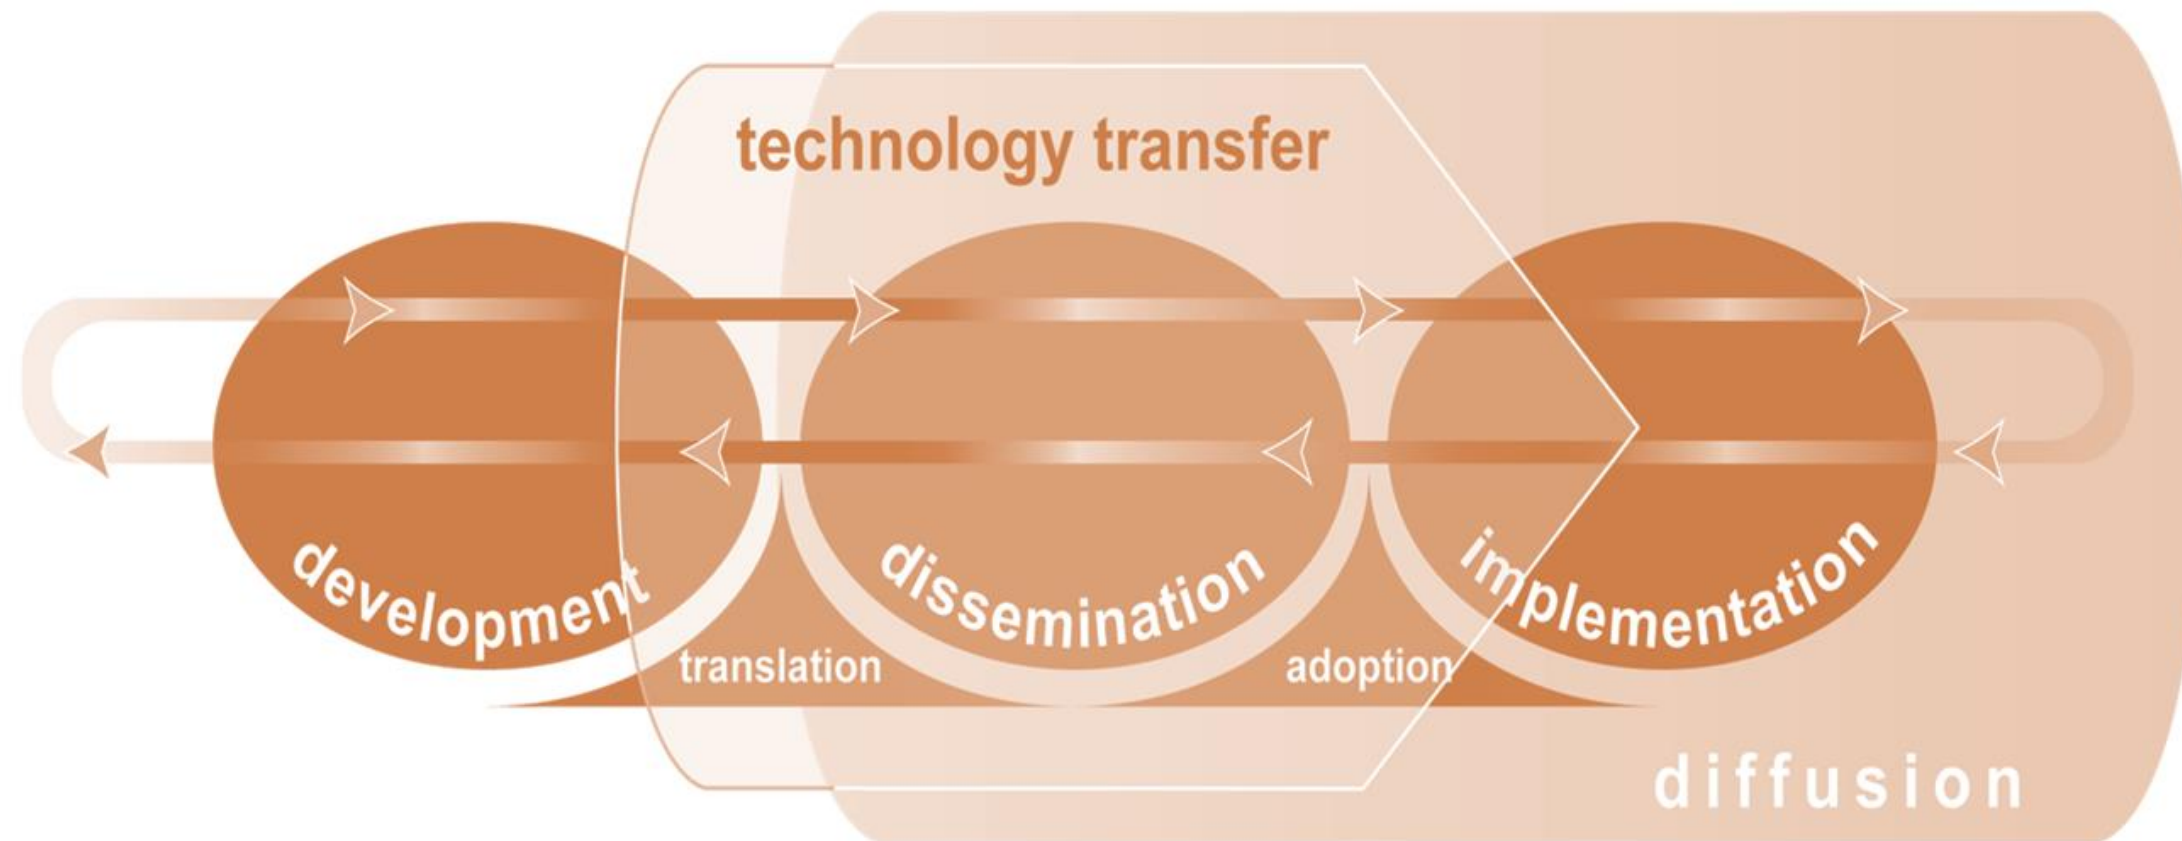 technology transfer
development
dissemination
implementation
translation
adoption
diffusion